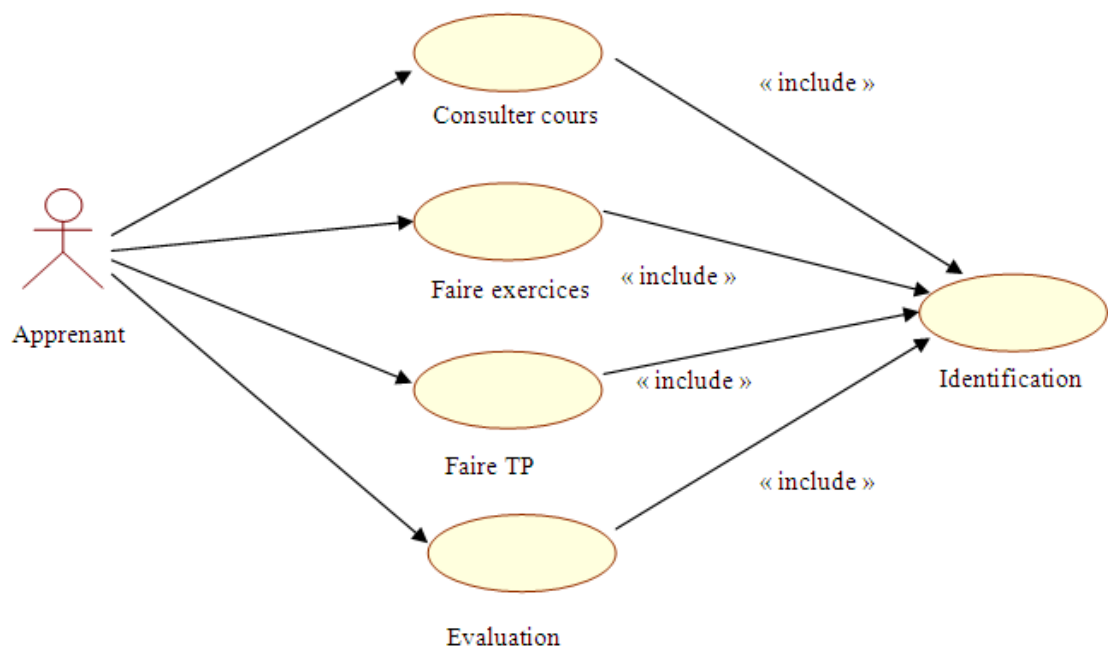 « include »
Consulter cours
« include »
Faire exercices
Apprenant
« include »
Identification
Faire TP
« include »
Evaluation